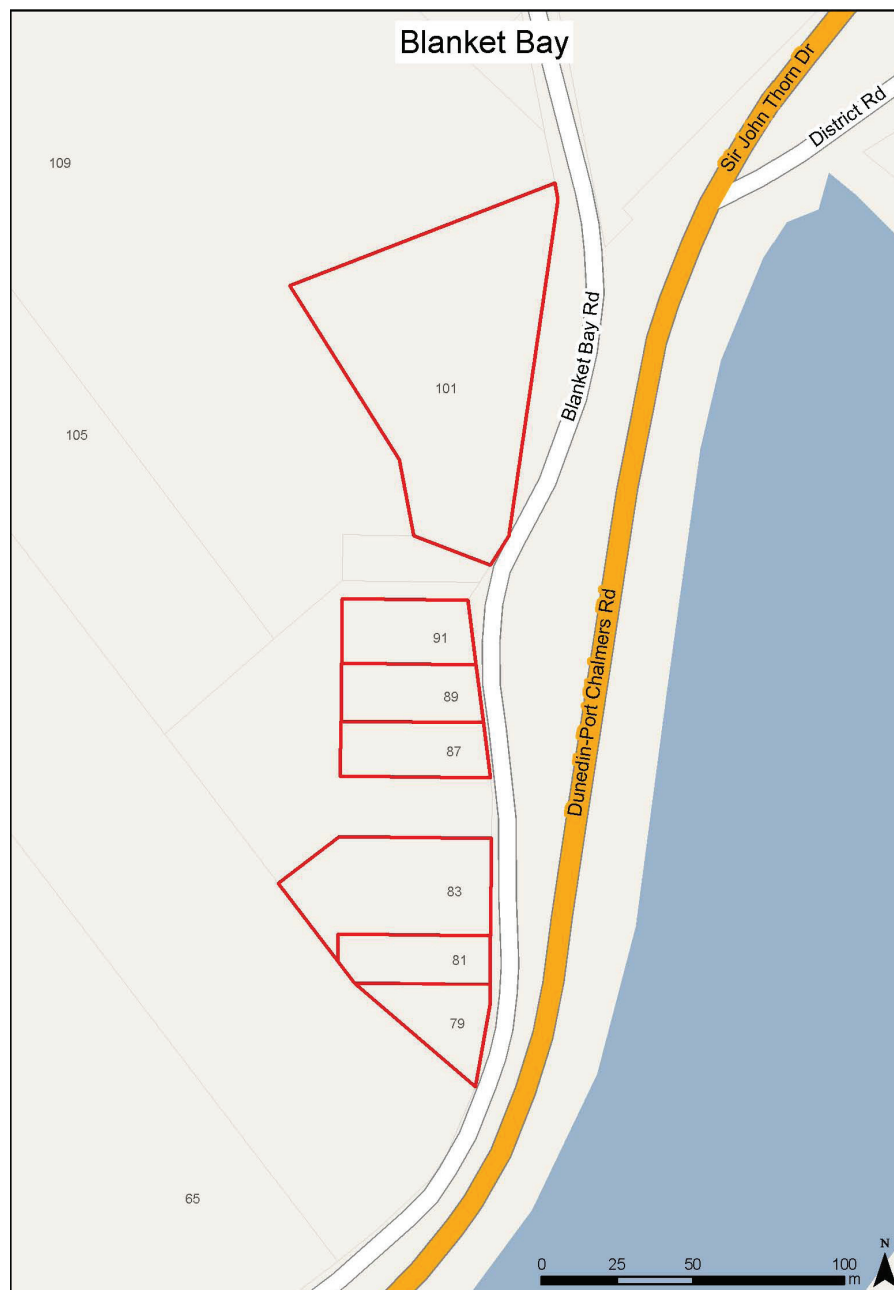 Blanket Bay
Sir John Thorn Dr
District Rd
109
101
Blanket Bay Rd
105
91
89
Dunedin-Port Chalmers Rd
87
83
81
79
65
N
0 25 50 100
m